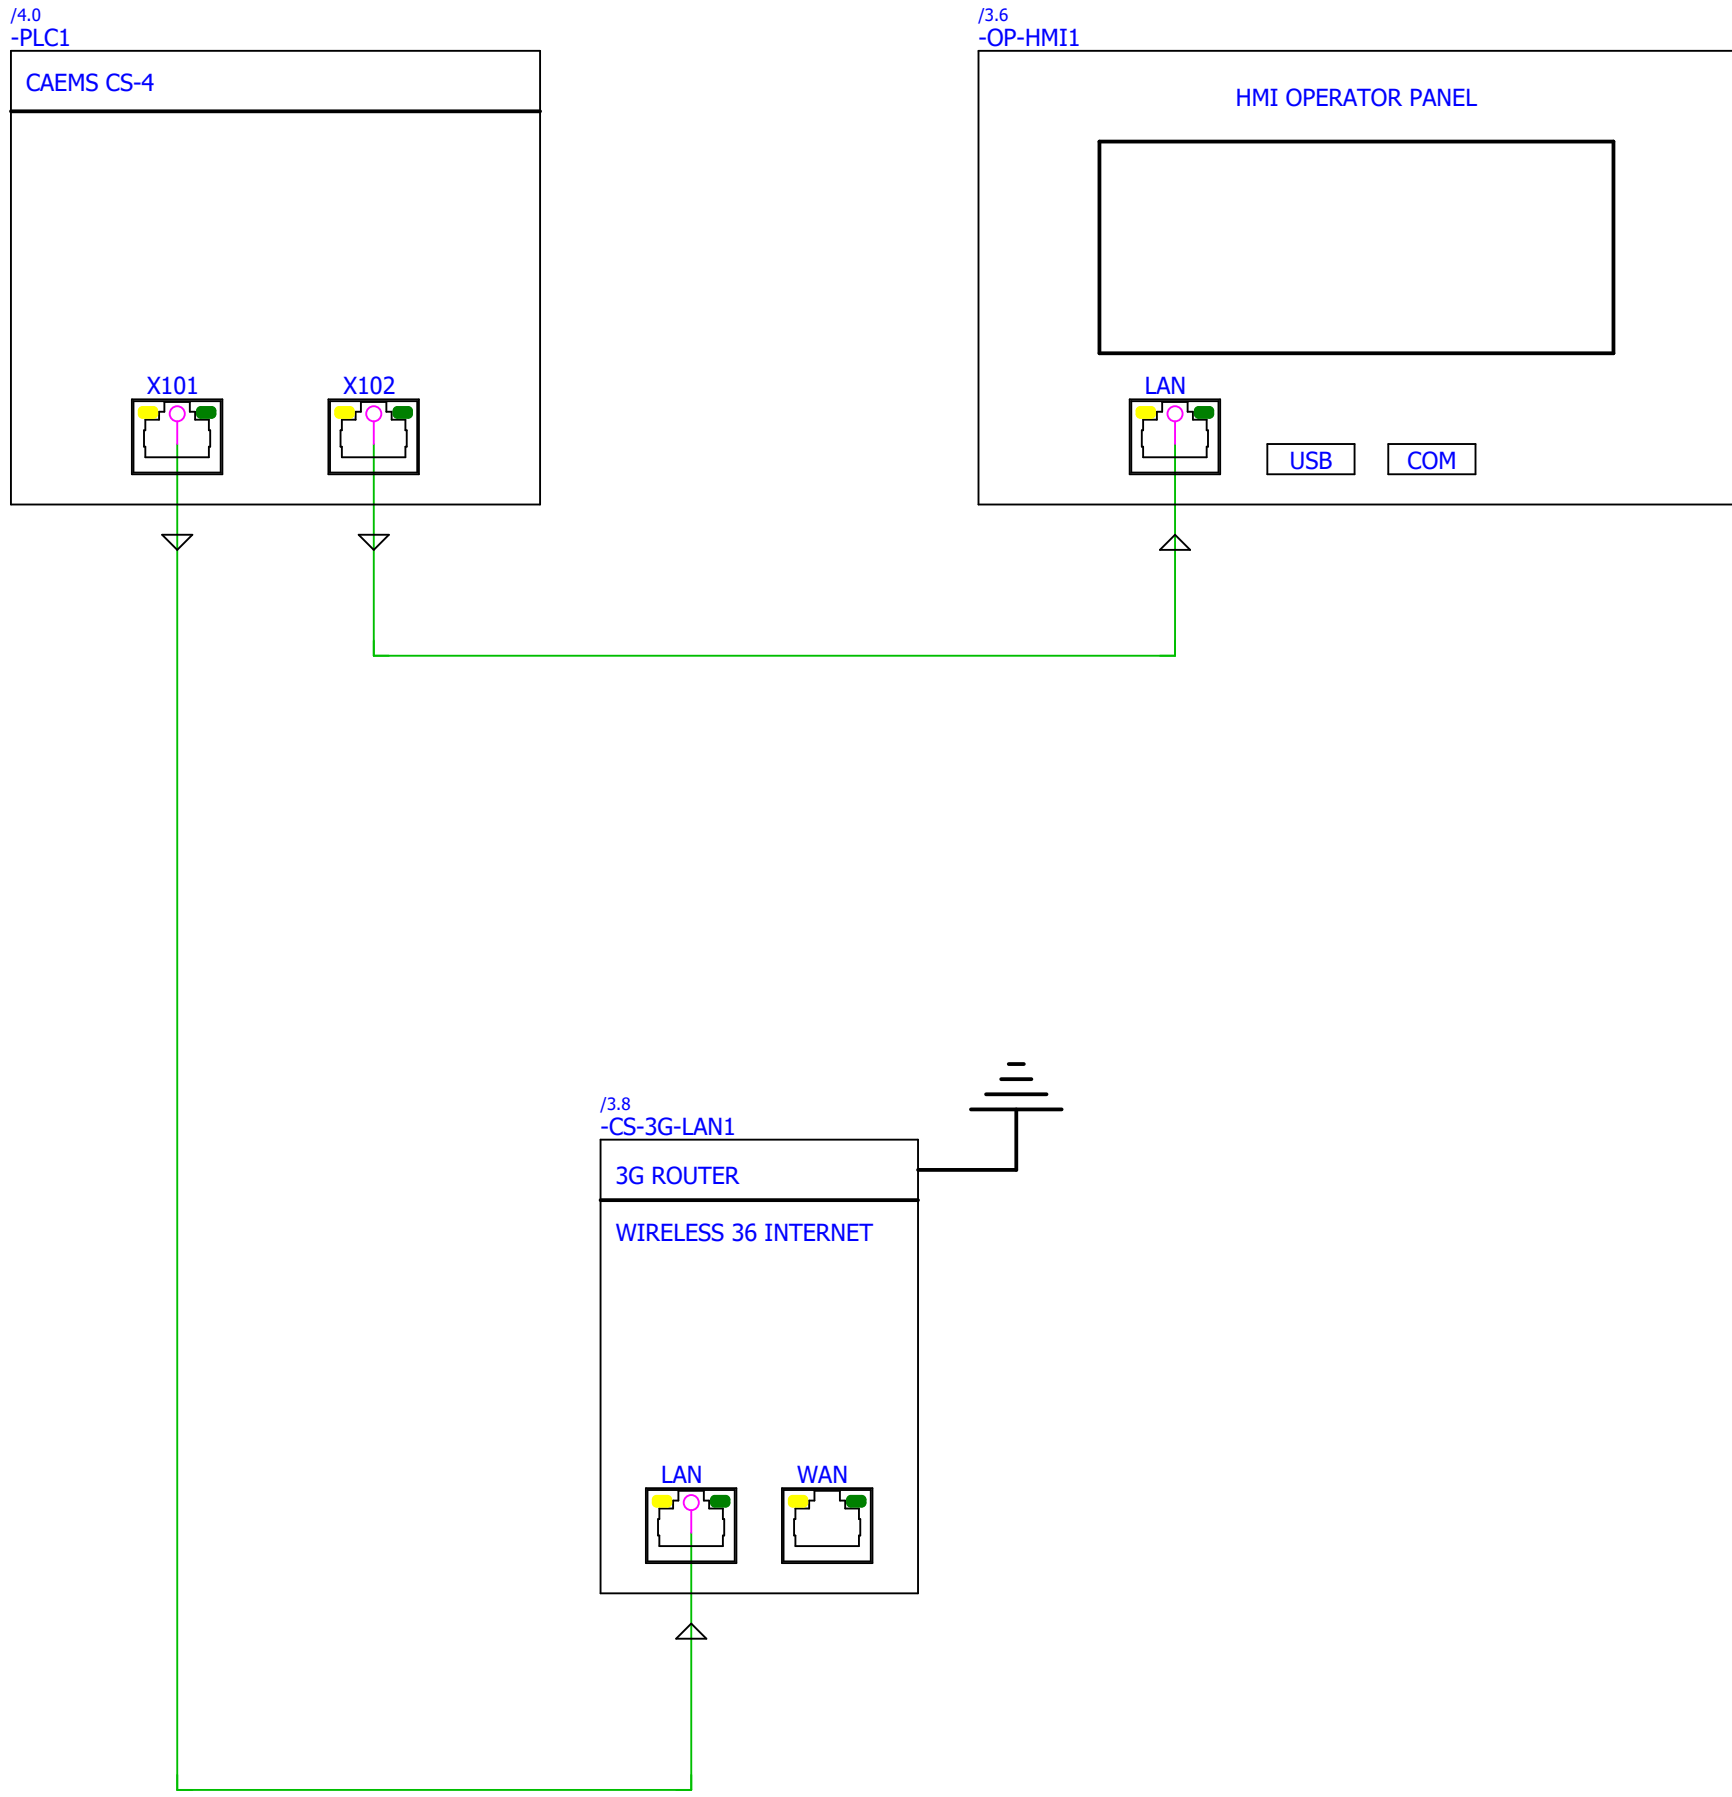 /4.0
-PLC1
CAEMS CS-4
X101
X102
/3.6
-OP-HMI1
HMI OPERATOR PANEL
LAN
USB
COM
/3.8
-CS-3G-LAN1
3G ROUTER
WIRELESS 36 INTERNET
LAN
WAN